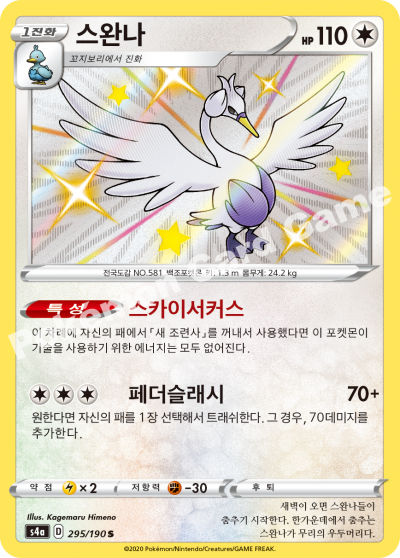 1진화
스완나
HP 110
꼬지보리에서 진화
전국도감 NO.581 백조포켓몬 키: 1.3 m 몸무게: 24.2 kg
특성 스카이서커스
이 차례에 자신의 패에서 「새 조련사」를 꺼내서 사용했다면 이 포켓몬이
기술을 사용하기 위한 에너지는 모두 없어진다.
페더슬래시 70+
원한다면 자신의 패를 1장 선택해서 트래쉬한다. 그 경우, 70데미지를
추가한다.
약점 ×2 저항력 -30 후퇴
Illus. Kagemaru Himeno
s4a D 295/190 S
새벽이 오면 스완나들이
춤추기 시작한다. 한가운데에서 춤추는
스완나가 무리의 우두머리다.
©2020 Pokémon/Nintendo/Creatures/GAME FREAK.
Pokémon Card Game